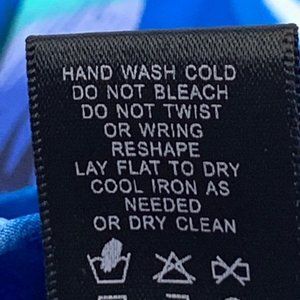 HAND WASH COLD
DO NOT BLEACH
DO NOT TWIST
OR WRING
RESHAPE
LAY FLAT TO DRY
COOL IRON AS
NEEDED
OR DRY CLEAN